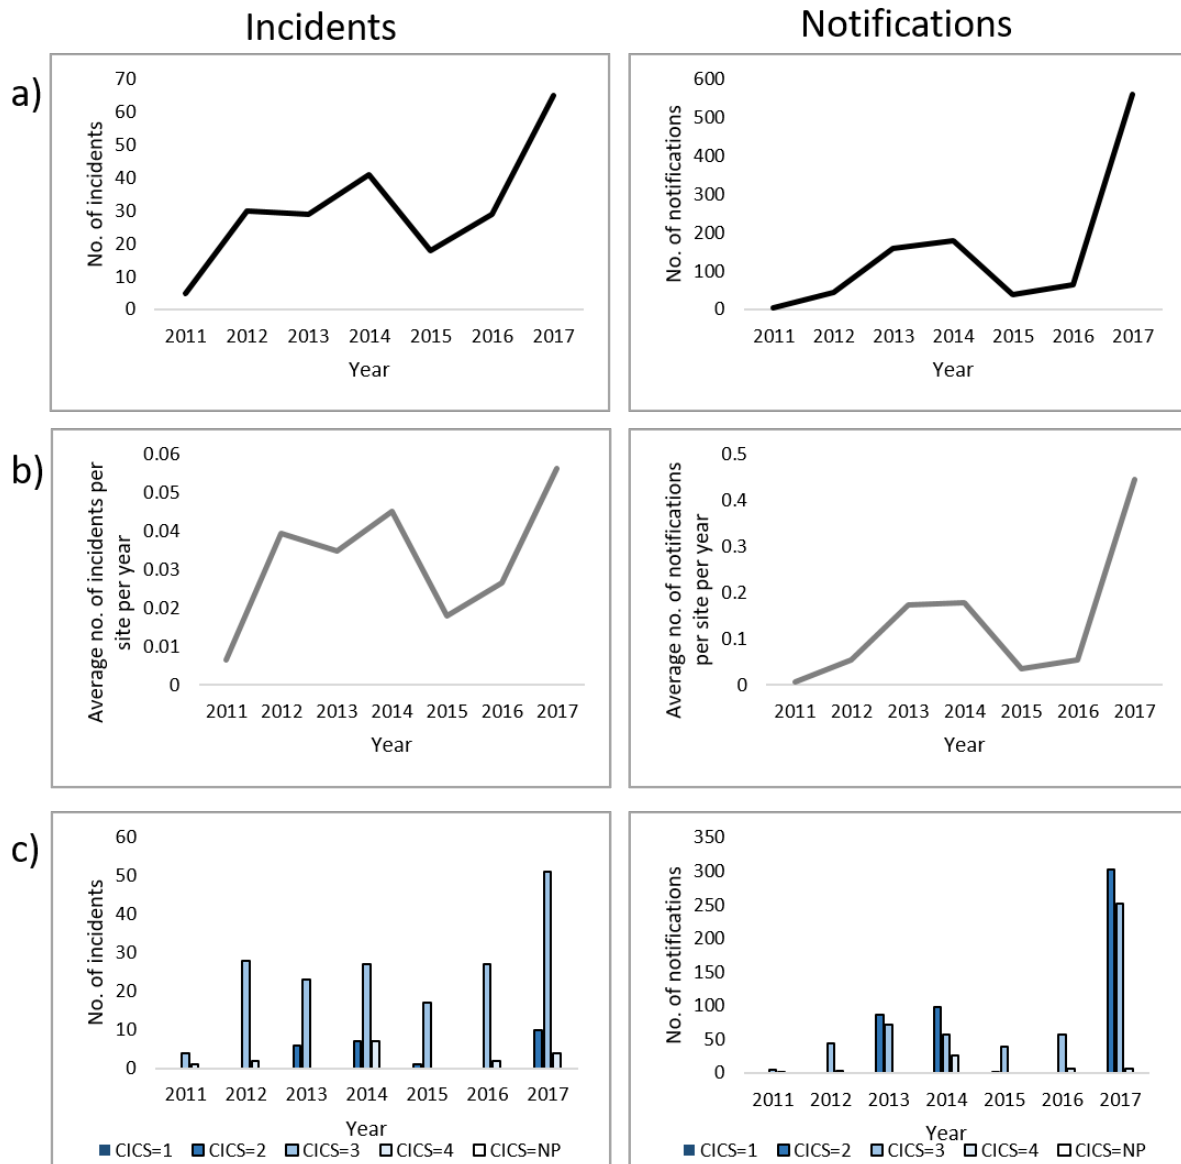 Incidents
Notifications
a)
No. of incidents
70
60
50
40
30
20
10
0
2011 2012 2013 2014 2015 2016 2017
Year
No. of notifications
600
500
400
300
200
100
0
2011 2012 2013 2014 2015 2016 2017
Year
b)
Average no. of incidents per
site per year
0.06
0.05
0.04
0.03
0.02
0.01
0
2011 2012 2013 2014 2015 2016 2017
Year
Average no. of notifications
per site per year
0.5
0.4
0.3
0.2
0.1
0
2011 2012 2013 2014 2015 2016 2017
Year
c)
No. of incidents
60
50
40
30
20
10
0
2011 2012 2013 2014 2015 2016 2017
Year
CICS=1 CICS=2 CICS=3 CICS=4 CICS=NP
No. of notifications
350
300
250
200
150
100
50
0
2011 2012 2013 2014 2015 2016 2017
Year
CICS=1 CICS=2 CICS=3 CICS=4 CICS=NP